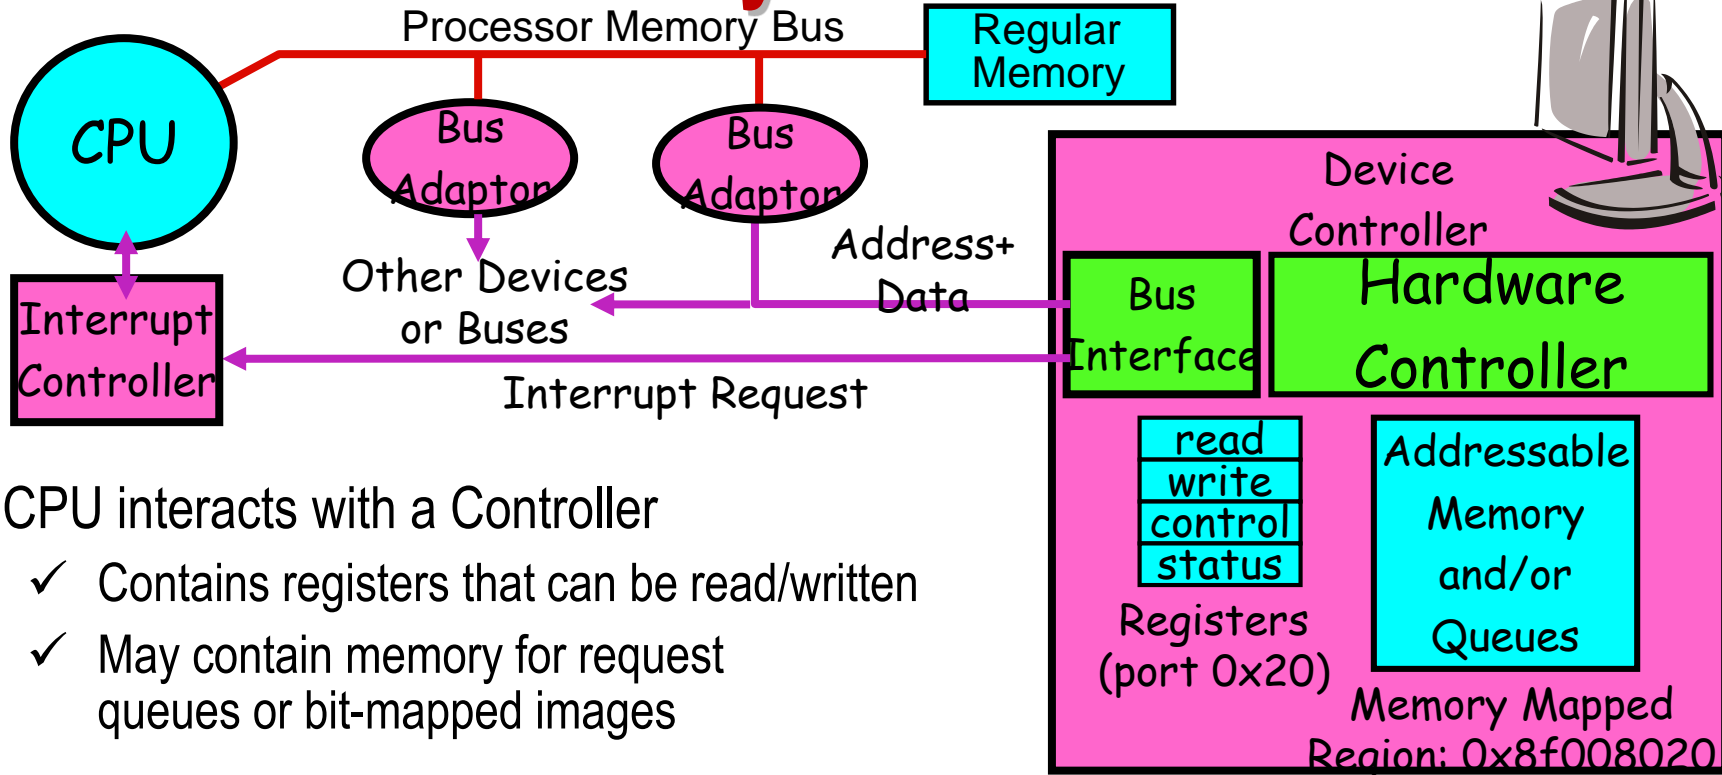 Processor Memory Bus
Regular
Memory
CPU
Bus
Adaptor
Bus
Adaptor
Device
Controller
Address+
Data
Other Devices
or Buses
Interrupt
Controller
Bus
Interface
Hardware
Controller
Interrupt Request
read
write
control
status
Registers
(port 0x20)
Addressable
Memory
and/or
Queues
Memory Mapped
Region: 0x8f008020
CPU interacts with a Controller
✓ Contains registers that can be read/written
✓ May contain memory for request
queues or bit-mapped images